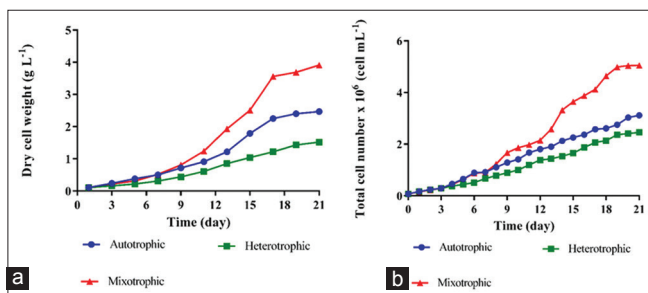 Dry cell weight (g L⁻¹)
5
4
3
2
1
0
0 3 6 9 12 15 18 21
Time (day)
Autotrophic Heterotrophic
Mixotrophic
a
Total cell number x 10⁶ (cell mL⁻¹)
6
4
2
0
0 3 6 9 12 15 18 21
Time (day)
Autotrophic Heterotrophic
Mixotrophic
b